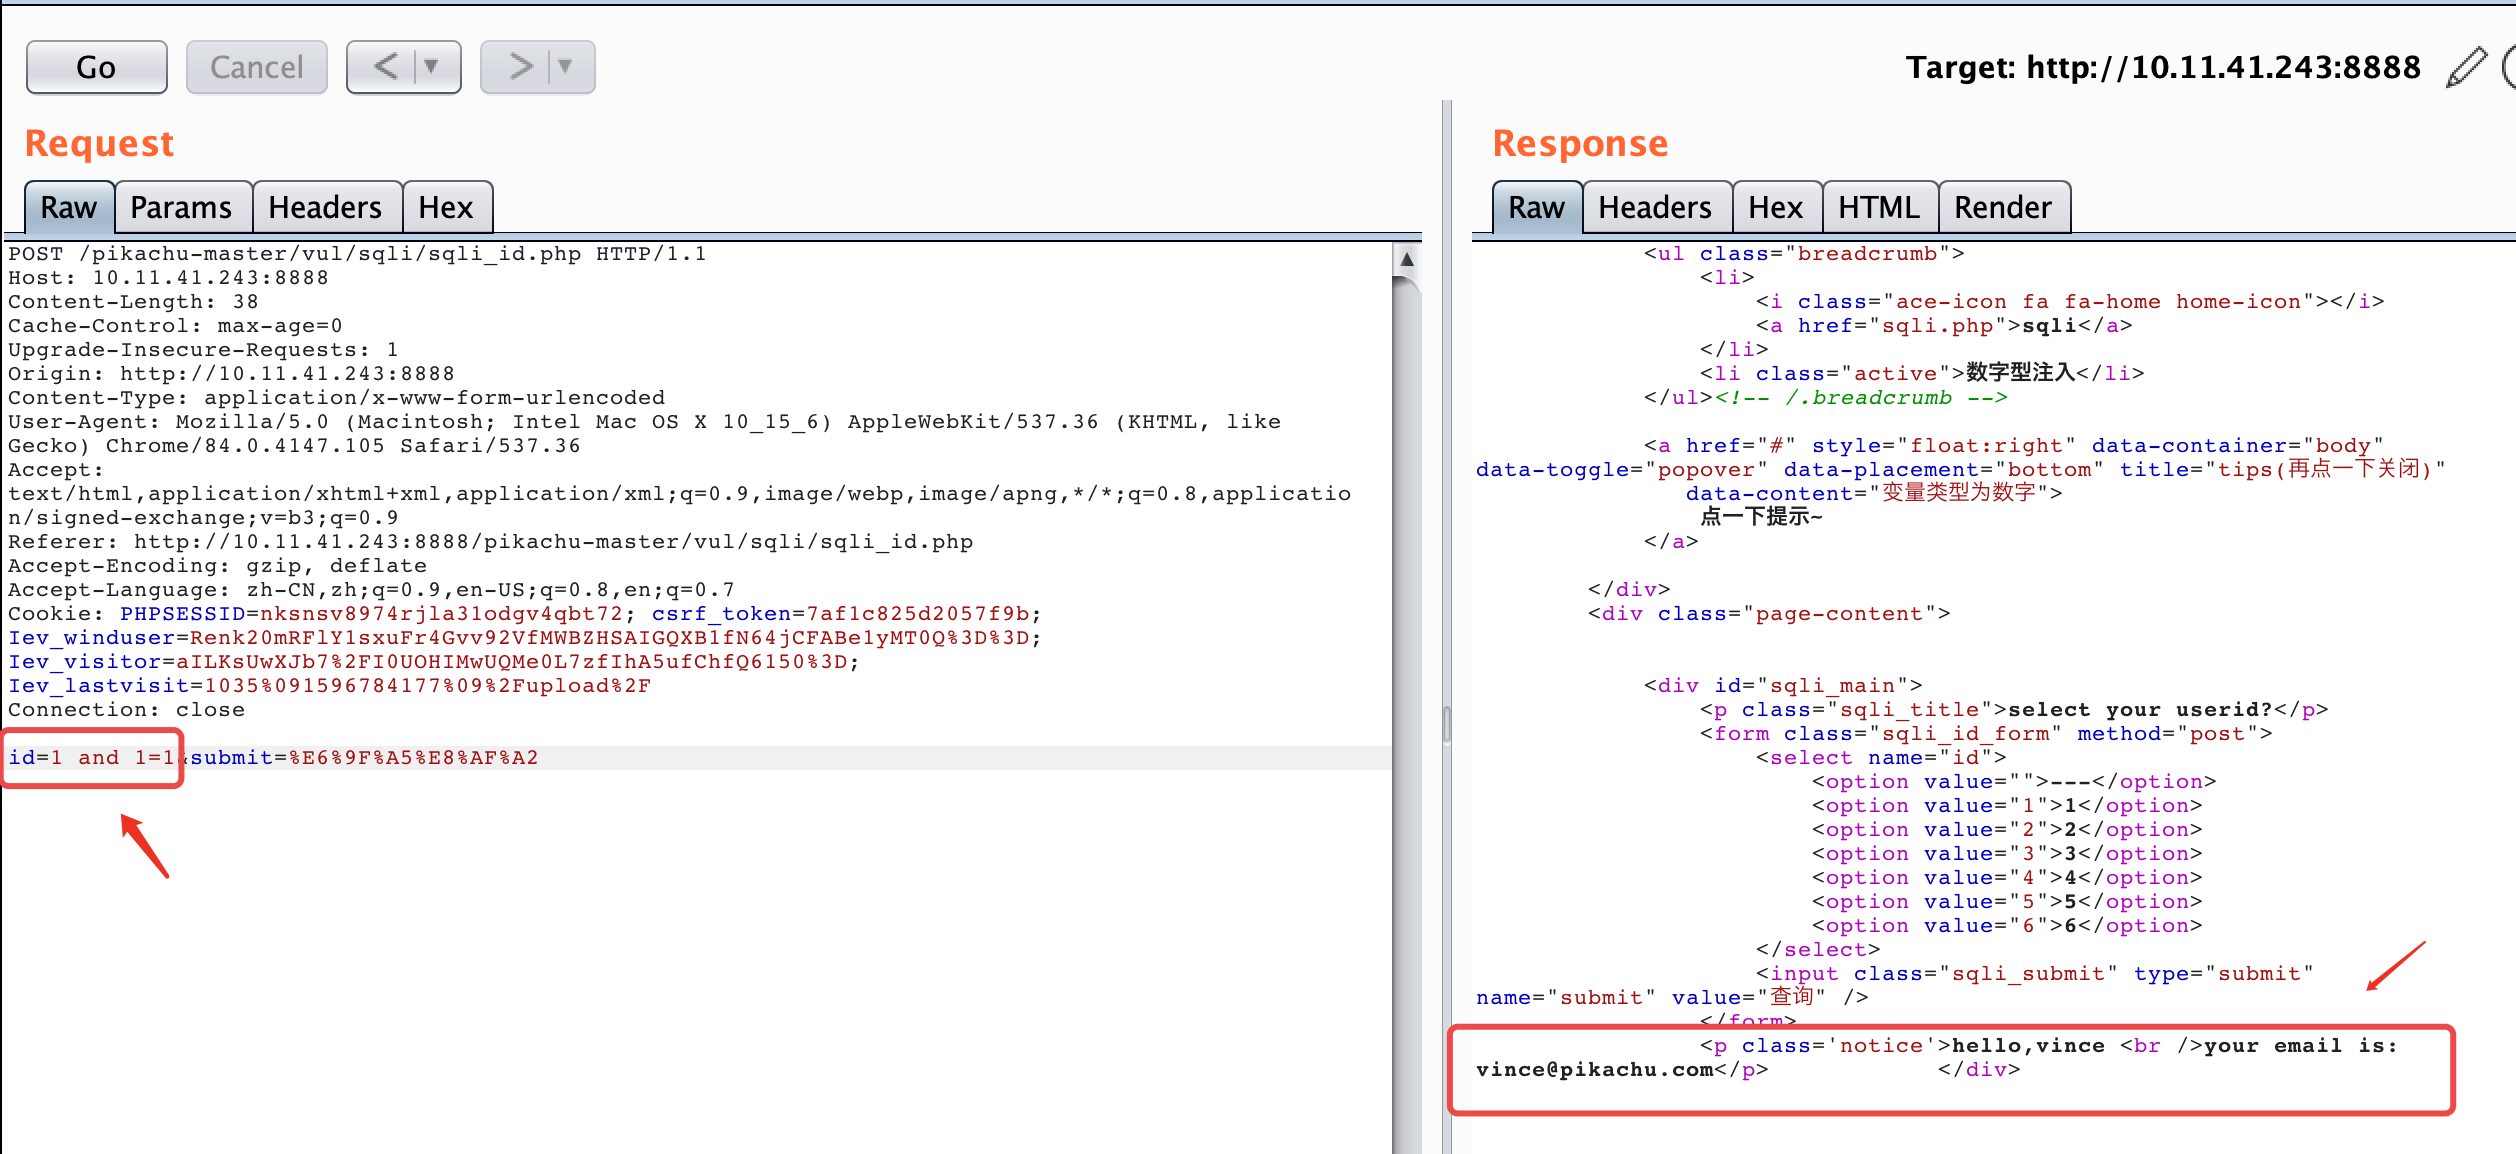 Go Cancel < ▼ > ▼ Target: http://10.11.41.243:8888
Request
Raw Params Headers Hex
POST /pikachu-master/vul/sqli/sqli_id.php HTTP/1.1
Host: 10.11.41.243:8888
Content-Length: 38
Cache-Control: max-age=0
Upgrade-Insecure-Requests: 1
Origin: http://10.11.41.243:8888
Content-Type: application/x-www-form-urlencoded
User-Agent: Mozilla/5.0 (Macintosh; Intel Mac OS X 10_15_6) AppleWebKit/537.36 (KHTML, like
Gecko) Chrome/84.0.4147.105 Safari/537.36
Accept:
text/html,application/xhtml+xml,application/xml;q=0.9,image/webp,image/apng,*/*;q=0.8,applicatio
n/signed-exchange;v=b3;q=0.9
Referer: http://10.11.41.243:8888/pikachu-master/vul/sqli/sqli_id.php
Accept-Encoding: gzip, deflate
Accept-Language: zh-CN,zh;q=0.9,en-US;q=0.8,en;q=0.7
Cookie: PHPSESSID=nksnsv8974rjla31odgv4qbt72; csrf_token=7af1c825d2057f9b;
Iev_winduser=Renk20mRFlY1sxuFr4Gvv92VfMWBZHSAIGQXB1fN64jCFABe1yMT0Q%3D%3D;
Iev_visitor=aILKsUwXJb7%2FI0UOHIMwUQMe0L7zfIhA5ufChfQ6150%3D;
Iev_lastvisit=1035%091596784177%09%2Fupload%2F
Connection: close
id=1 and 1=1&submit=%E6%9F%A5%E8%AF%A2
Response
Raw Headers Hex HTML Render
<ul class="breadcrumb">
<li>
<i class="ace-icon fa fa-home home-icon"></i>
<a href="sqli.php">sqli</a>
</li>
<li class="active">数字型注入</li>
</ul><!-- /.breadcrumb -->
<a href="#" style="float:right" data-container="body"
data-toggle="popover" data-placement="bottom" title="tips(再点一下关闭)"
data-content="变量类型为数字">
点一下提示~
</a>
</div>
<div class="page-content">
<div id="sqli_main">
<p class="sqli_title">select your userid?</p>
<form class="sqli_id_form" method="post">
<select name="id">
<option value="">---</option>
<option value="1">1</option>
<option value="2">2</option>
<option value="3">3</option>
<option value="4">4</option>
<option value="5">5</option>
<option value="6">6</option>
</select>
<input class="sqli_submit" type="submit"
name="submit" value="查询" />
</form>
<p class='notice'>hello,vince <br />your email is:
vince@pikachu.com</p> </div>